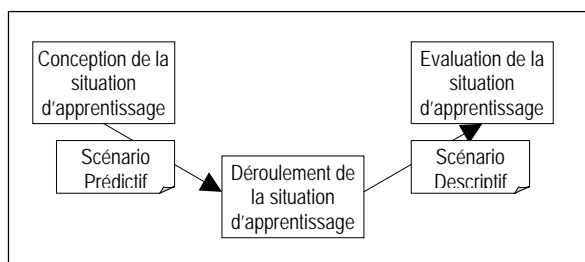 Conception de la
situation
d'apprentissage
Scénario
Prédictif
Déroulement de
la situation
d'apprentissage
Evaluation de la
situation
d'apprentissage
Scénario
Descriptif